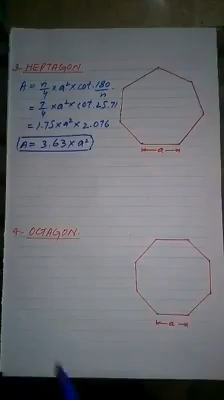 3- HEPTAGON
A = n/4 × a² × cot 180/n
= 7/4 × a² × cot 25.71
= 1.75 × a² × 2.076
A = 3.63 × a²
a
4- OCTAGON.
a